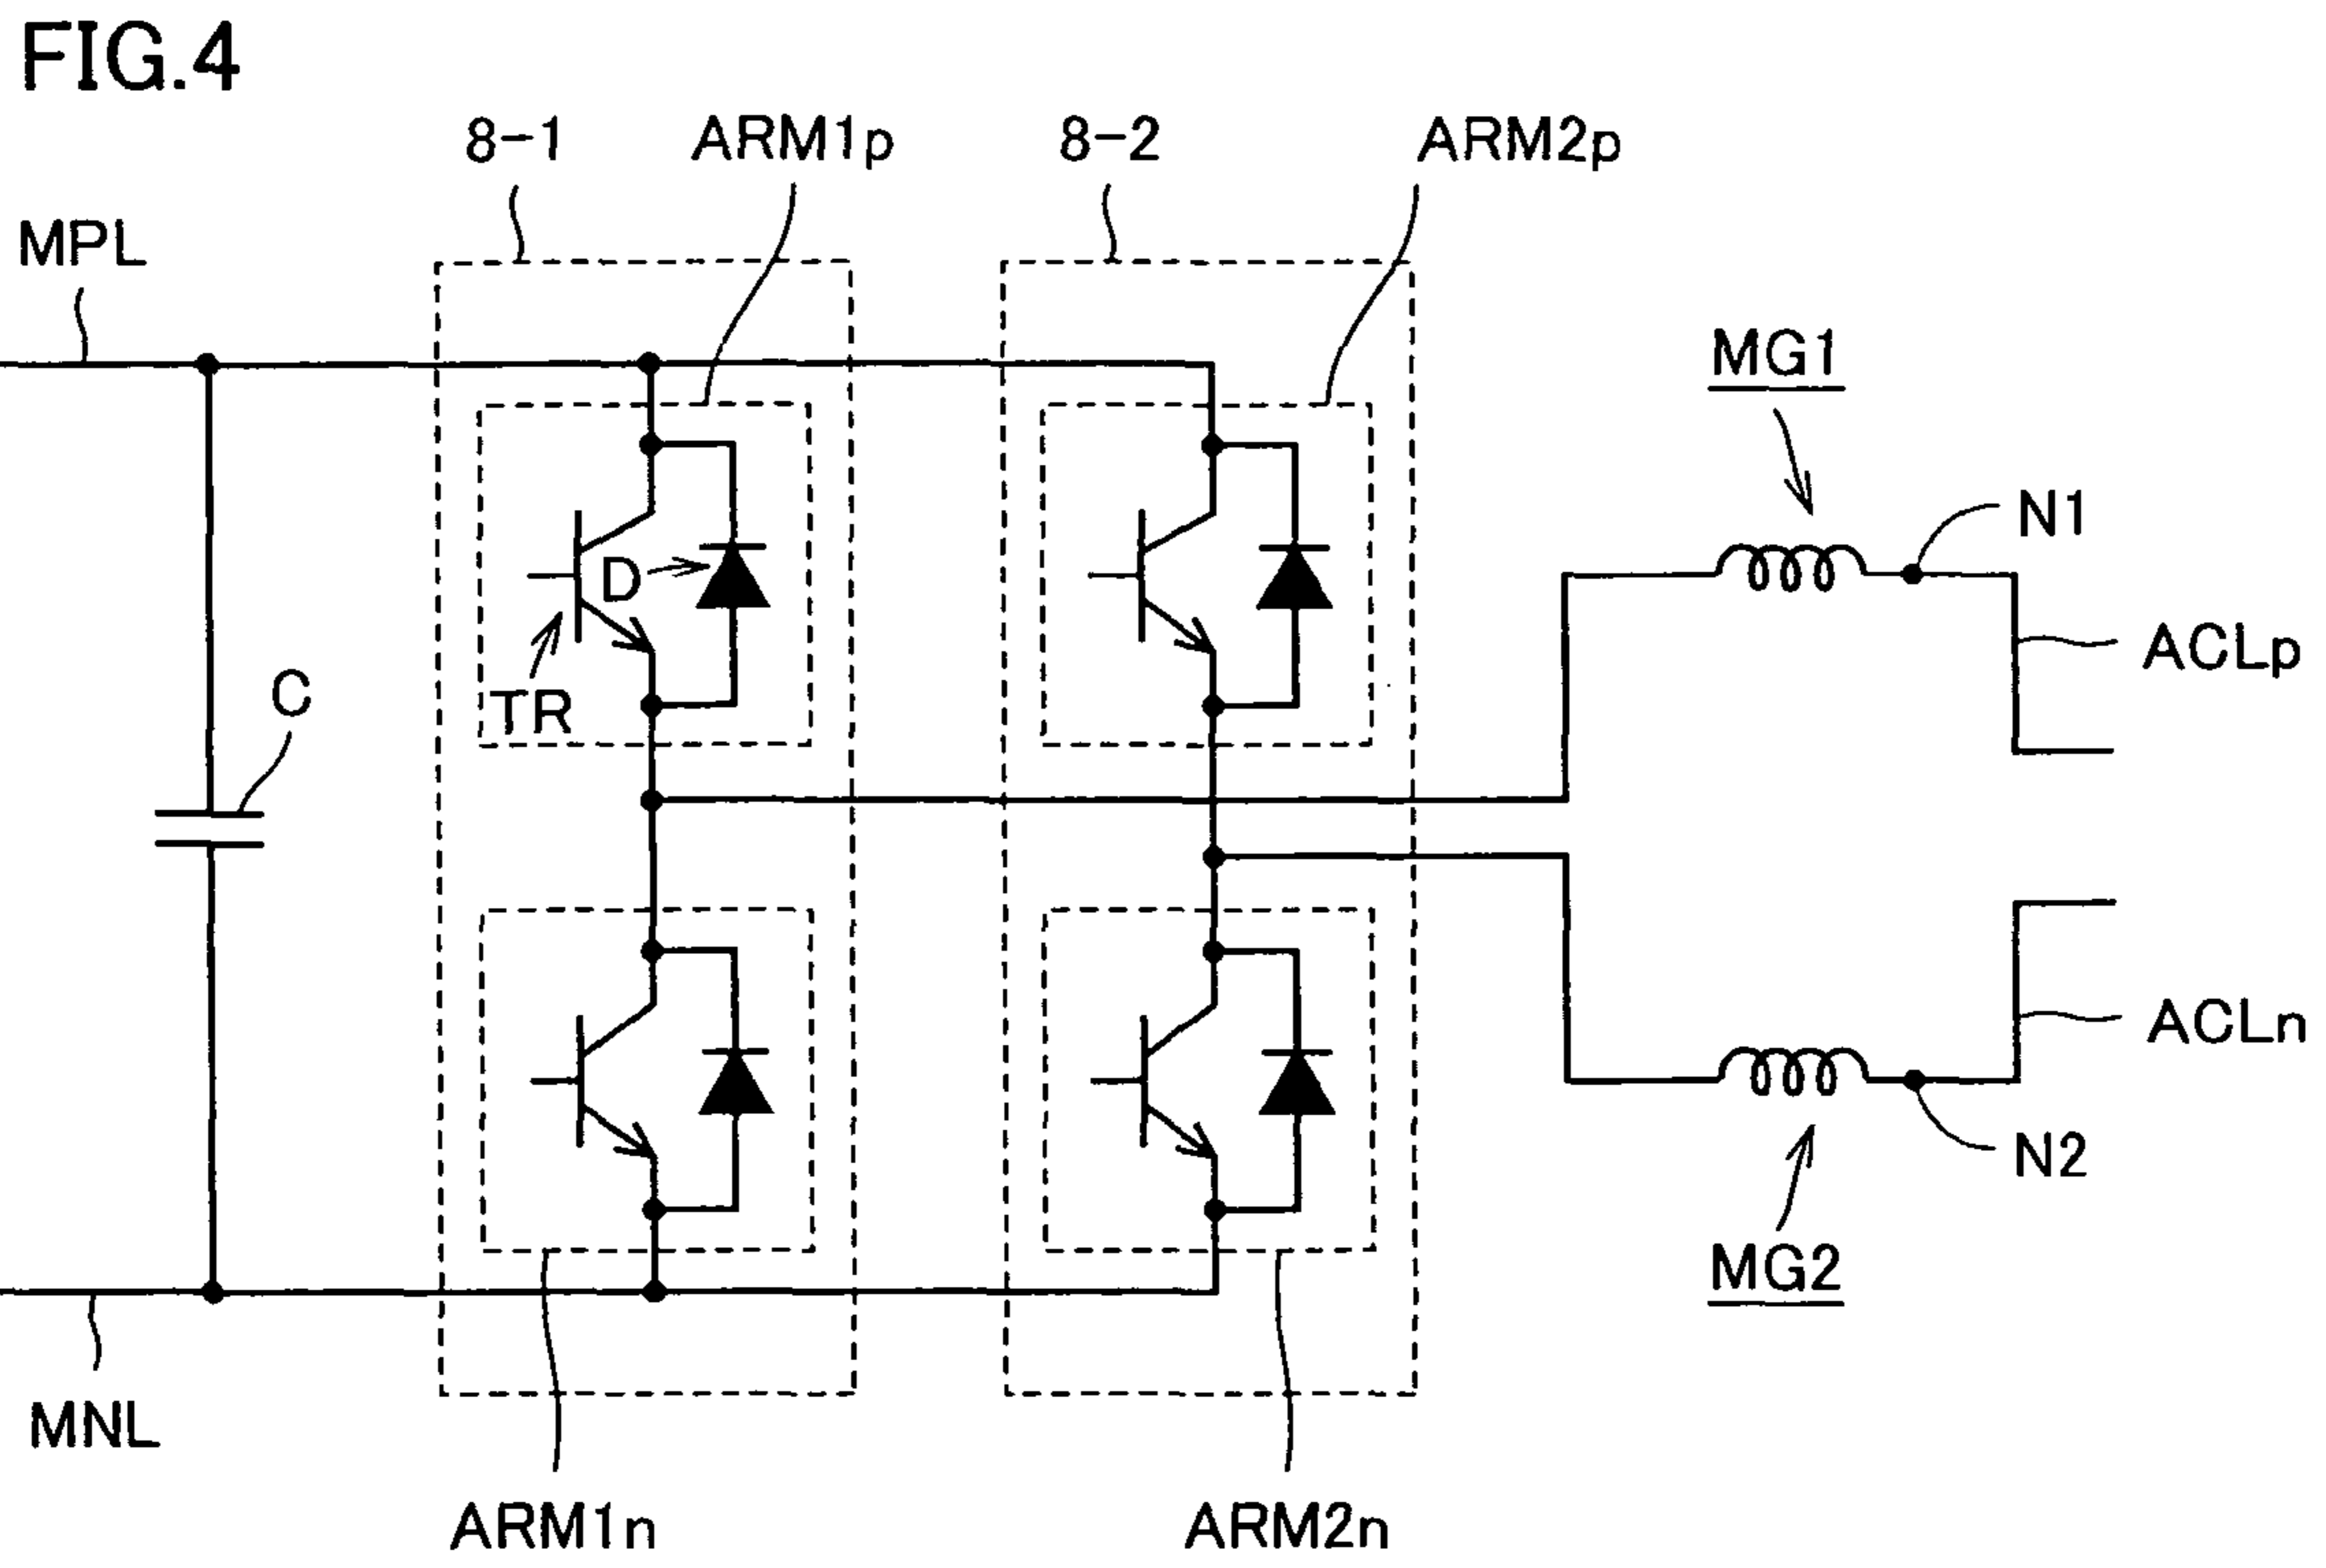 FIG.4
8-1
ARM1p
8-2
ARM2p
MPL
MG1
N1
D
ACLp
C
TR
ACLn
N2
MG2
MNL
ARM1n
ARM2n